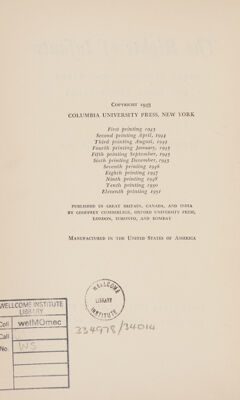 COPYRIGHT 1943
COLUMBIA UNIVERSITY PRESS, NEW YORK
First printing 1943
Second printing April, 1944
Third printing August, 1944
Fourth printing January, 1945
Fifth printing September, 1945
Sixth printing December, 1945
Seventh printing 1946
Eighth printing 1947
Ninth printing 1948
Tenth printing 1950
Eleventh printing 1951
PUBLISHED IN GREAT BRITAIN, CANADA, AND INDIA
BY GEOFFREY CUMBERLEGE, OXFORD UNIVERSITY PRESS,
LONDON, TORONTO, AND BOMBAY
MANUFACTURED IN THE UNITED STATES OF AMERICA
WELLCOME INSTITUTE
LIBRARY
Coll. welMOmec
Call
No. WS
WELLCOME
LIBRARY
INSTITUTE
334978/34014